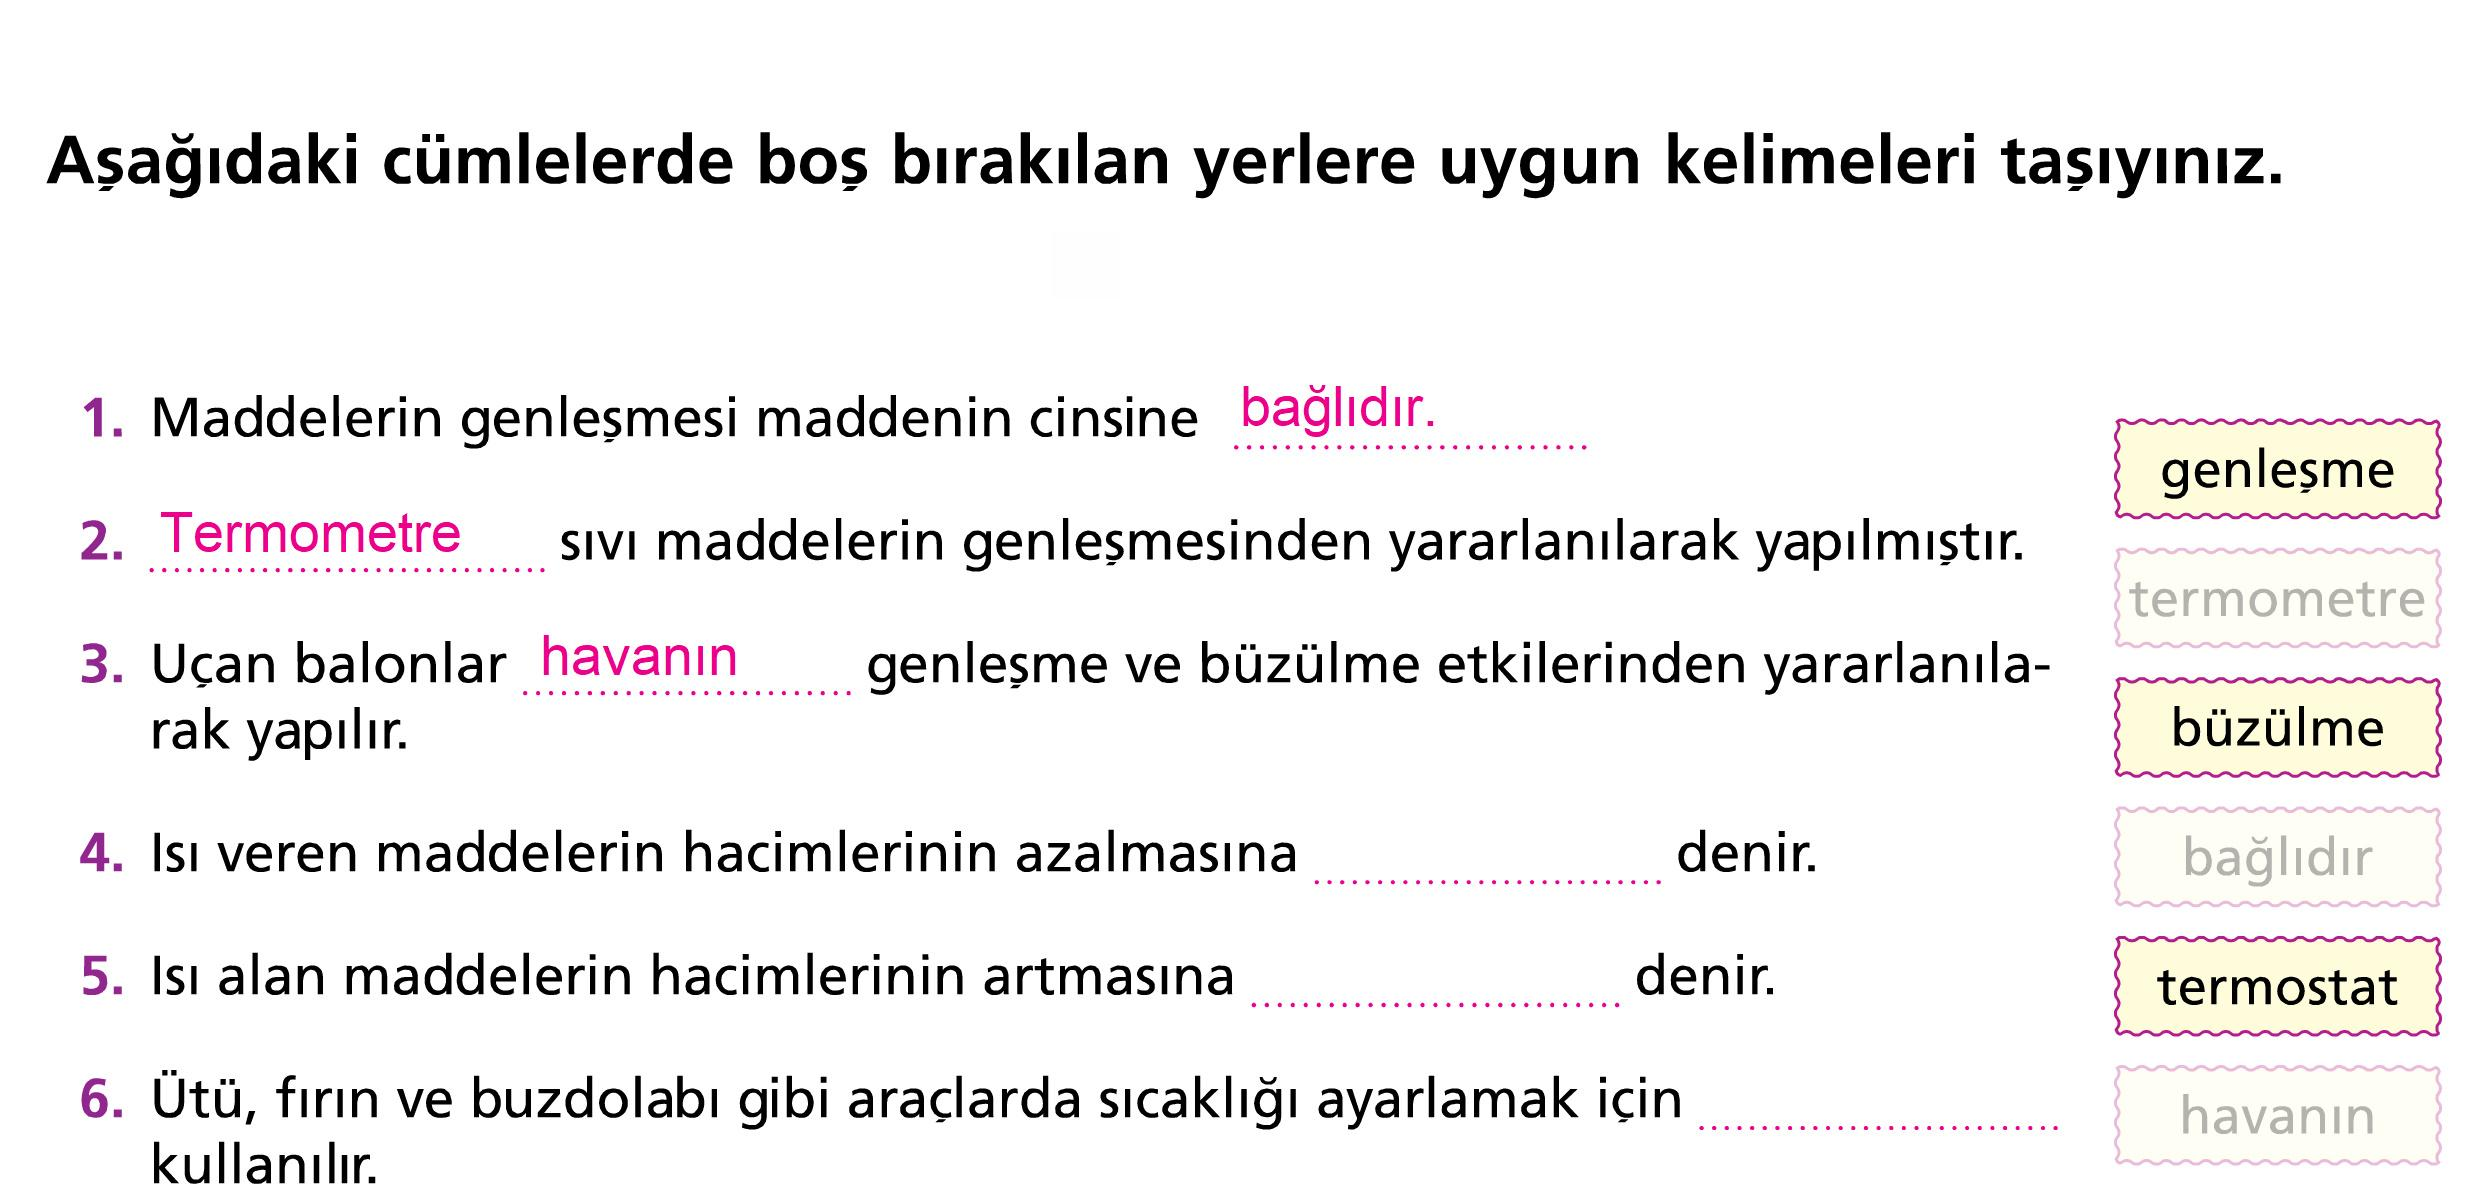 Aşağıdaki cümlelerde boş bırakılan yerlere uygun kelimeleri taşıyınız.
1. Maddelerin genleşmesi maddenin cinsine bağlıdır.
2. Termometre sıvı maddelerin genleşmesinden yararlanılarak yapılmıştır.
3. Uçan balonlar havanın genleşme ve büzülme etkilerinden yararlanıla-
rak yapılır.
4. Isı veren maddelerin hacimlerinin azalmasına ........................... denir.
5. Isı alan maddelerin hacimlerinin artmasına ............................. denir.
6. Ütü, fırın ve buzdolabı gibi araçlarda sıcaklığı ayarlamak için ............................
kullanılır.
genleşme
termometre
büzülme
bağlıdır
termostat
havanın